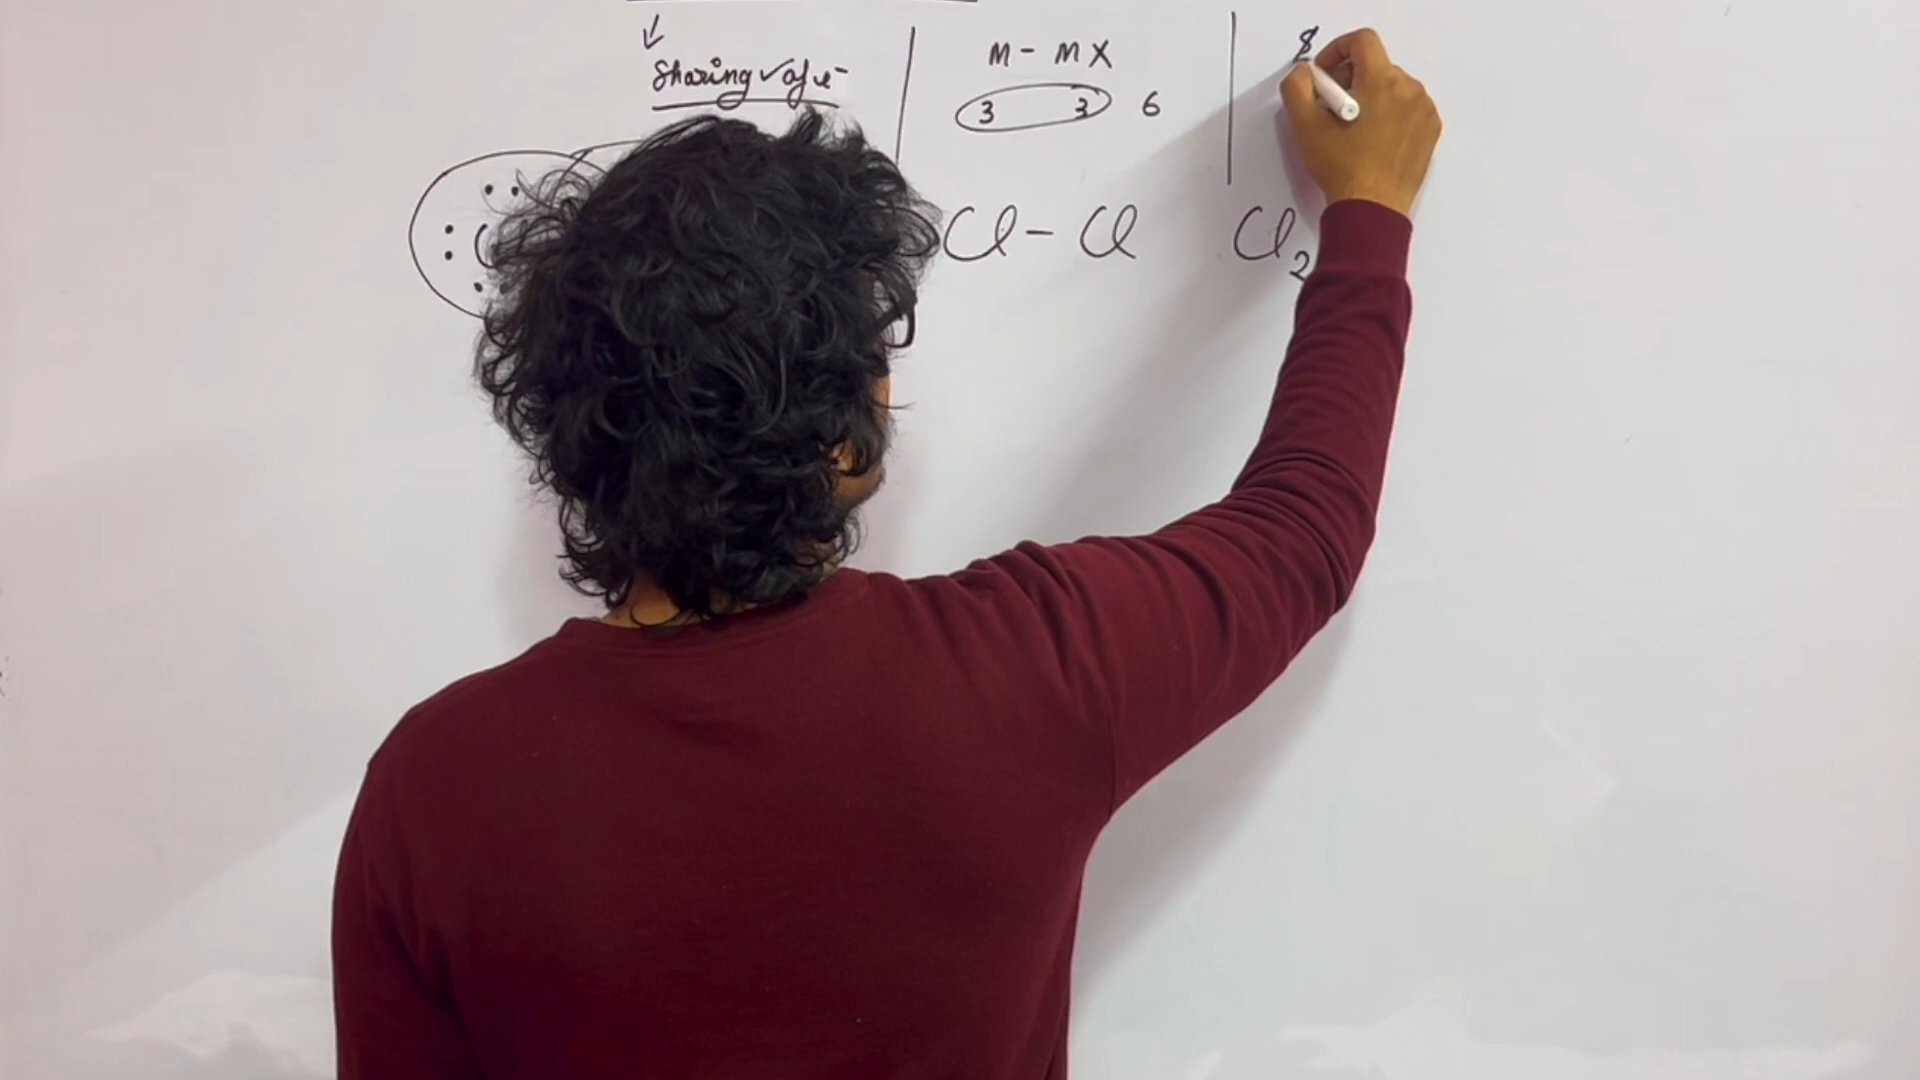 Sharing of e-
M - MX
3 3 6
8
Cl - Cl
Cl2